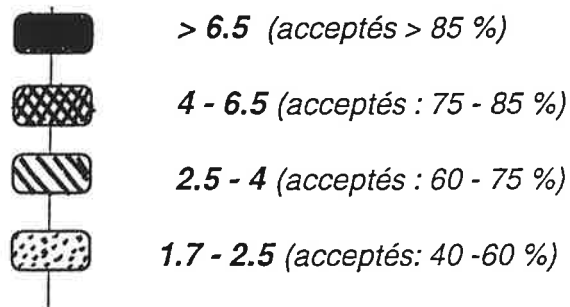 > 6.5 (acceptés > 85 %)
4 - 6.5 (acceptés : 75 - 85 %)
2.5 - 4 (acceptés : 60 - 75 %)
1.7 - 2.5 (acceptés: 40 -60 %)